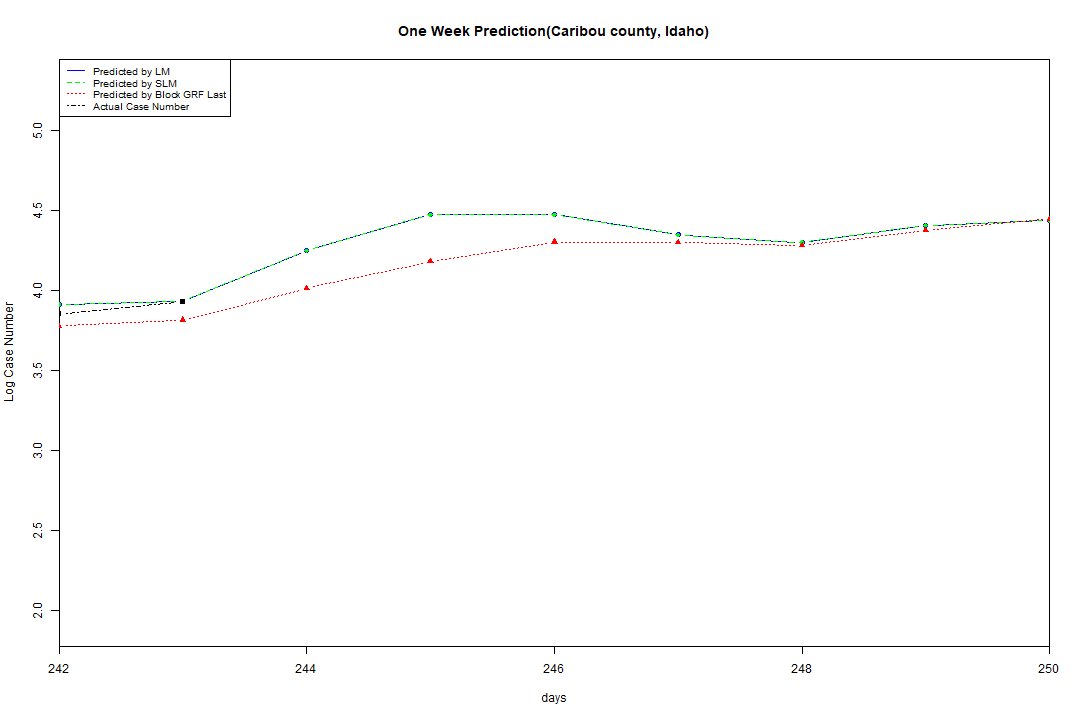 One Week Prediction(Caribou county, Idaho)
Predicted by LM
Predicted by SLM
Predicted by Block GRF Last
Actual Case Number
5.0
4.5
4.0
3.5
3.0
2.5
2.0
Log Case Number
242
244
246
248
250
days